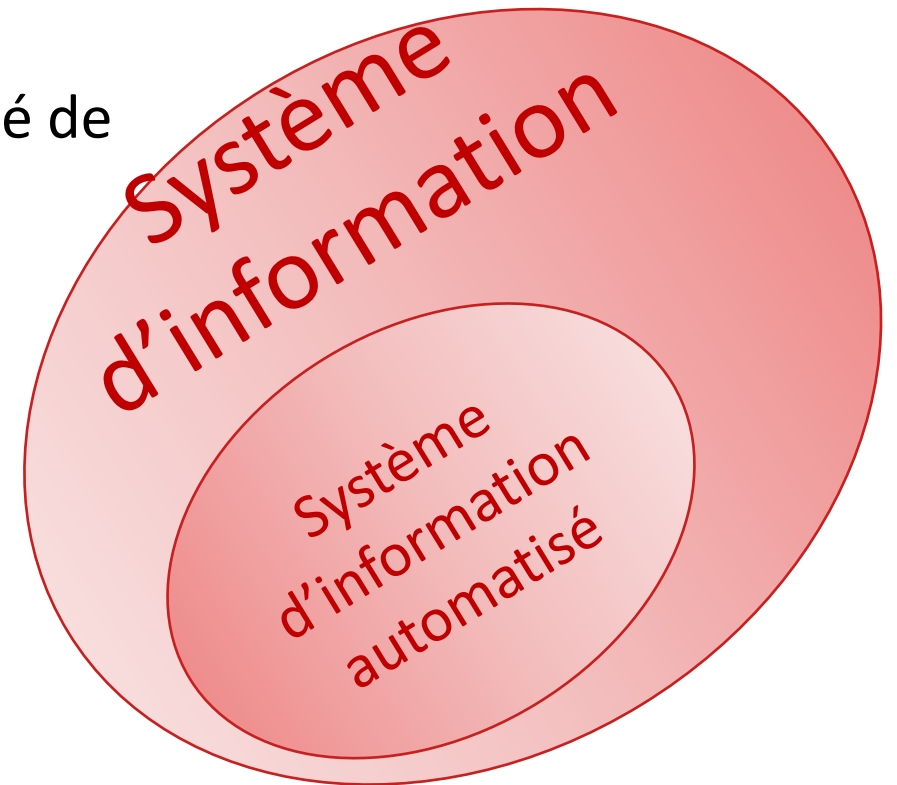 é de
Système
d’information
Système
d’information
automatisé